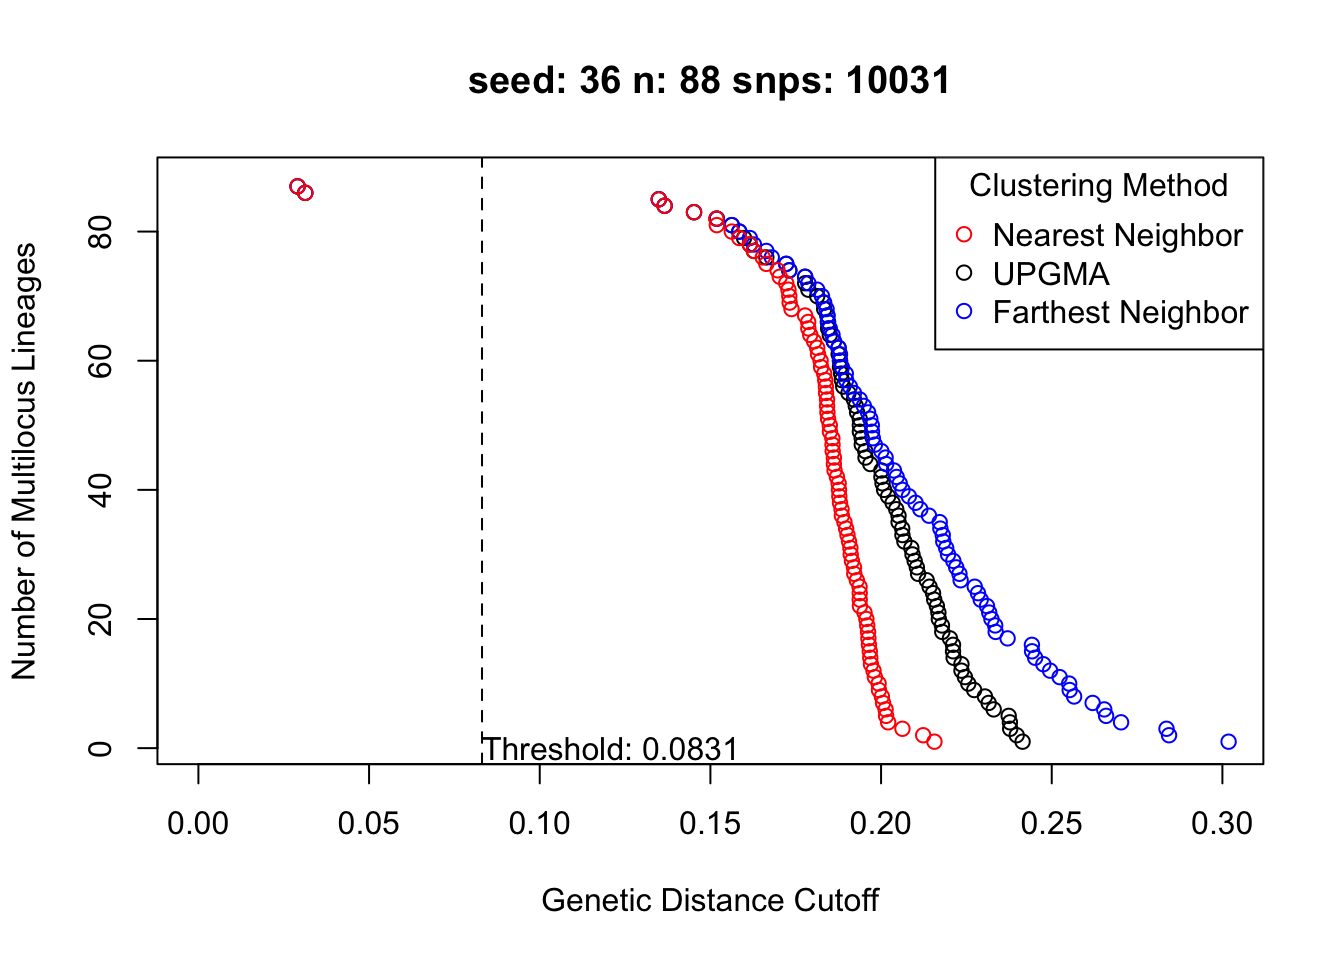 seed: 36 n: 88 snps: 10031
Clustering Method
Nearest Neighbor
UPGMA
Farthest Neighbor
Number of Multilocus Lineages
80
60
40
20
0
Threshold: 0.0831
0.00 0.05 0.10 0.15 0.20 0.25 0.30
Genetic Distance Cutoff